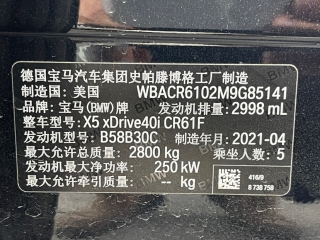 德国宝马汽车集团史帕滕博格工厂制造
制造国: 美国 WBACR6102M9G85141
品牌: 宝马(BMW)牌 发动机排量: 2998 mL
整车型号: X5 xDrive40i CR61F
发动机型号: B58B30C 制造年月: 2021-04
最大允许总质量: 2800 kg 乘坐人数: 5
发动机最大净功率: 250 kW
最大允许牵引质量: -- kg
416/9
8 738 758